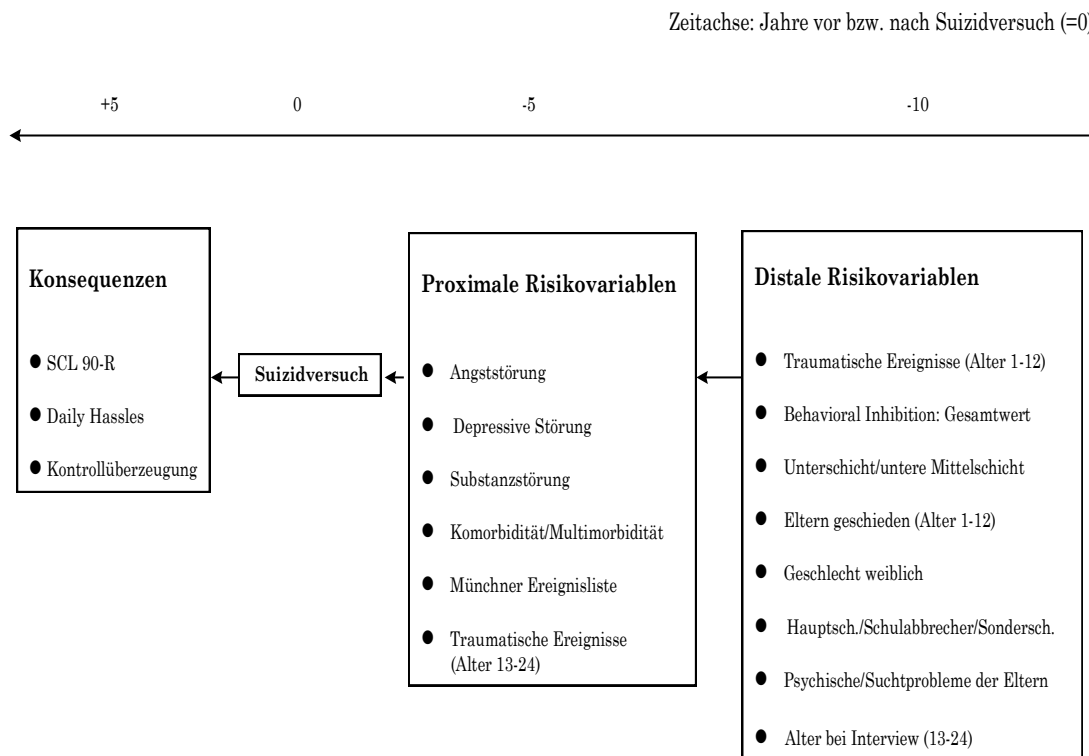 Zeitachse: Jahre vor bzw. nach Suizidversuch (=0)
+5 0 -5 -10
Konsequenzen
● SCL 90-R
● Daily Hassles
● Kontrollüberzeugung
Suizidversuch
Proximale Risikovariablen
● Angststörung
● Depressive Störung
● Substanzstörung
● Komorbidität/Multimorbidität
● Münchner Ereignisliste
● Traumatische Ereignisse
(Alter 13-24)
Distale Risikovariablen
● Traumatische Ereignisse (Alter 1-12)
● Behavioral Inhibition: Gesamtwert
● Unterschicht/untere Mittelschicht
● Eltern geschieden (Alter 1-12)
● Geschlecht weiblich
● Hauptsch./Schulabbrecher/Sondersch.
● Psychische/Suchtprobleme der Eltern
● Alter bei Interview (13-24)